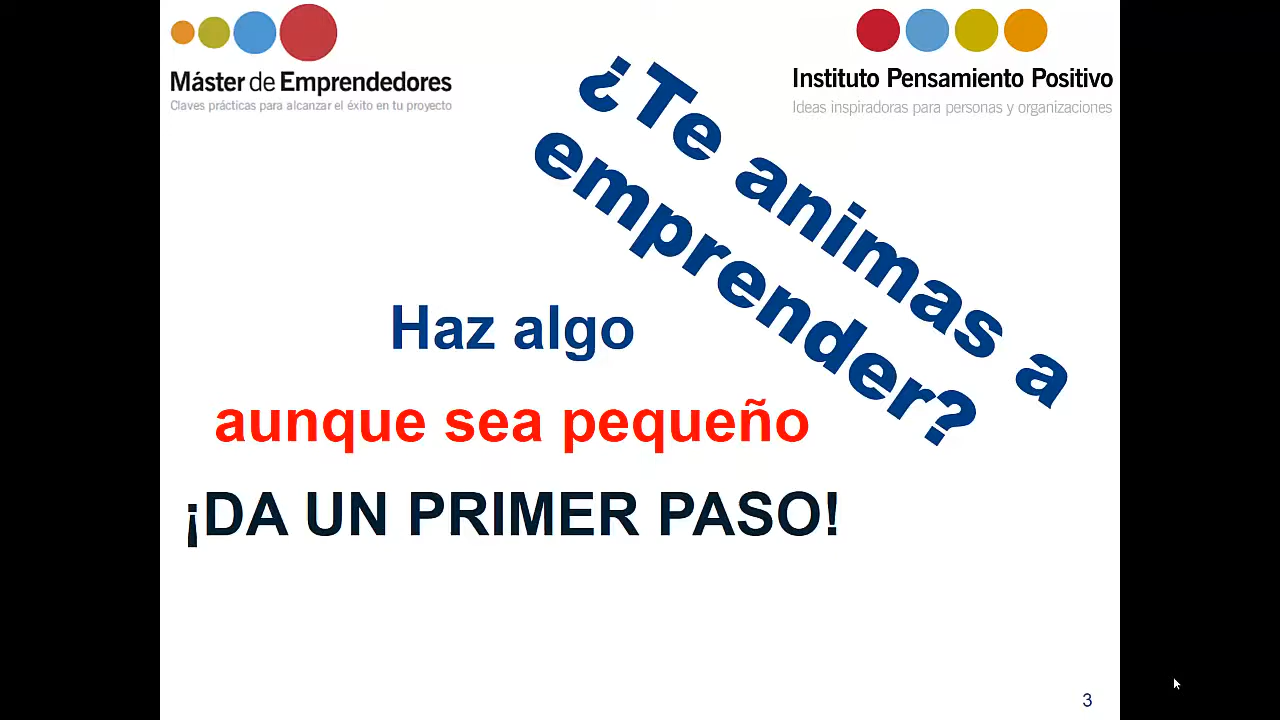 Máster de Emprendedores
Claves prácticas para alcanzar el éxito en tu proyecto
Instituto Pensamiento Positivo
Ideas inspiradoras para personas y organizaciones
¿Te animas a
emprender?
Haz algo
aunque sea pequeño
¡DA UN PRIMER PASO!
3